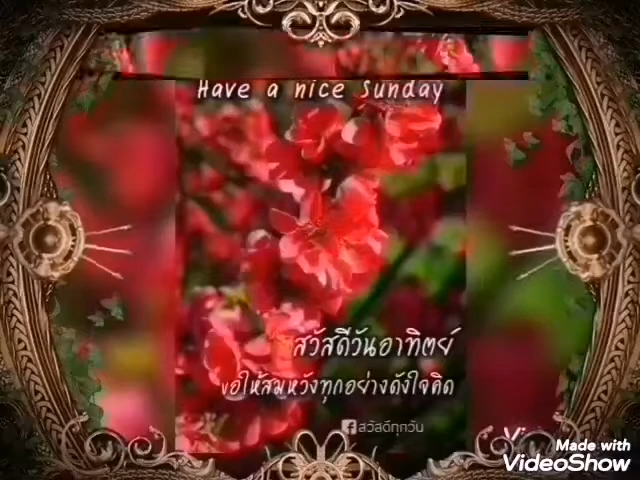 Have a nice Sunday
สวัสดีวันอาทิตย์
ขอให้สมหวังทุกอย่างดังใจคิด
สวัสดีทุกวัน
Made with
VideoShow